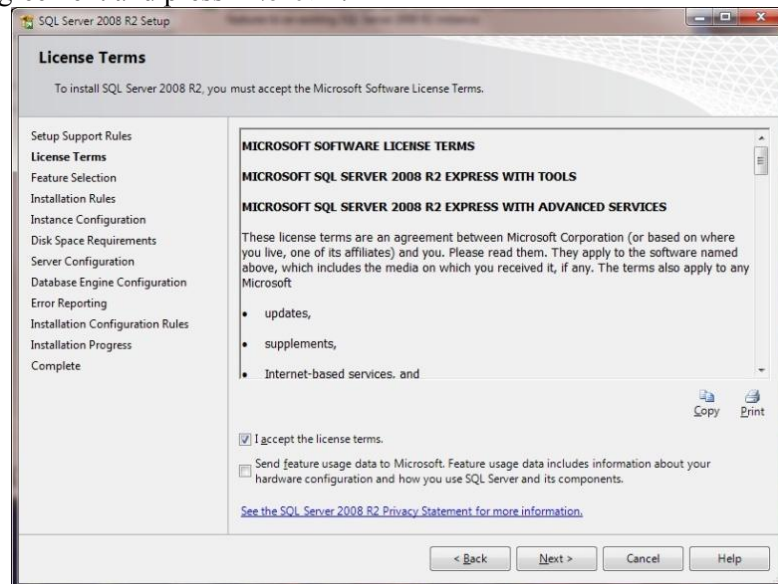 SQL Server 2008 R2 Setup
License Terms
To install SQL Server 2008 R2, you must accept the Microsoft Software License Terms.
Setup Support Rules
License Terms
Feature Selection
Installation Rules
Instance Configuration
Disk Space Requirements
Server Configuration
Database Engine Configuration
Error Reporting
Installation Configuration Rules
Installation Progress
Complete
MICROSOFT SOFTWARE LICENSE TERMS
MICROSOFT SQL SERVER 2008 R2 EXPRESS WITH TOOLS
MICROSOFT SQL SERVER 2008 R2 EXPRESS WITH ADVANCED SERVICES
These license terms are an agreement between Microsoft Corporation (or based on where
you live, one of its affiliates) and you. Please read them. They apply to the software named
above, which includes the media on which you received it, if any. The terms also apply to any
Microsoft
• updates,
• supplements,
• Internet-based services, and
Copy Print
I accept the license terms.
Send feature usage data to Microsoft. Feature usage data includes information about your
hardware configuration and how you use SQL Server and its components.
See the SQL Server 2008 R2 Privacy Statement for more information.
< Back Next > Cancel Help